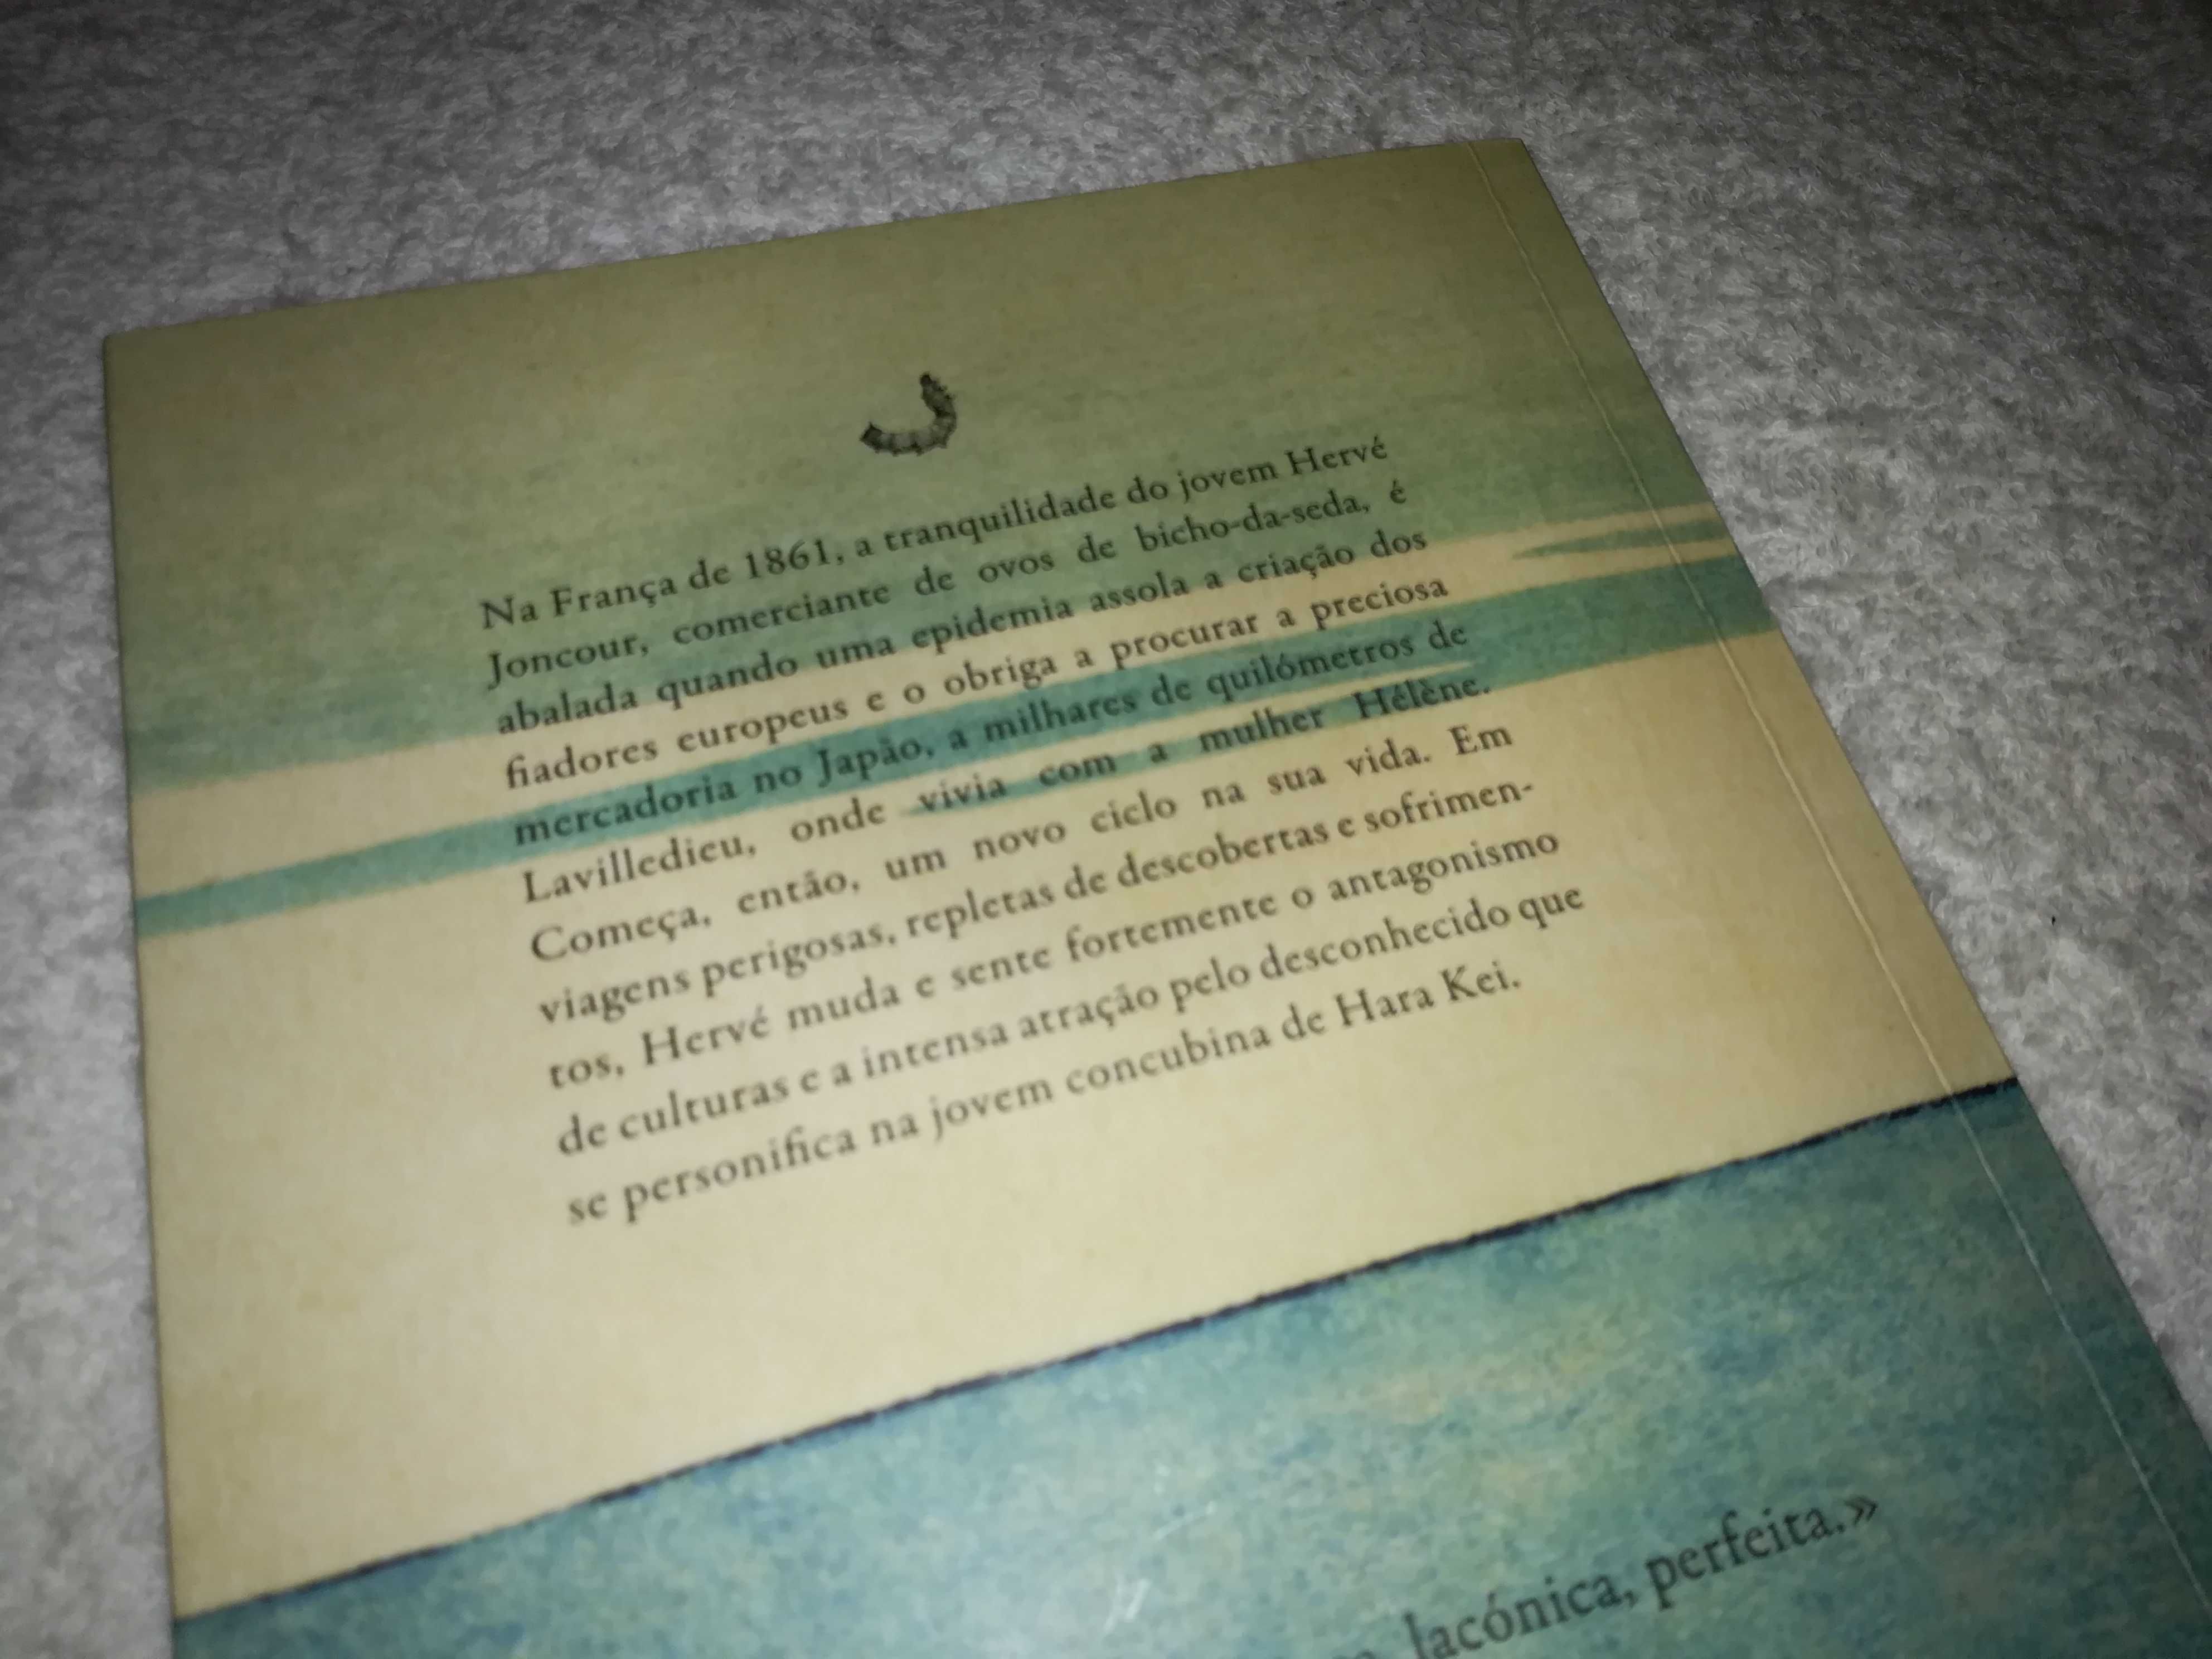 Na França de 1861, a tranquilidade do jovem Hervé
Joncour, comerciante de ovos de bicho-da-seda, é
abalada quando uma epidemia assola a criação dos
fiadores europeus e o obriga a procurar a preciosa
mercadoria no Japão, a milhares de quilómetros de
Lavilledieu, onde vivia com a mulher Hélène.
Começa, então, um novo ciclo na sua vida. Em
viagens perigosas, repletas de descobertas e sofrimen-
tos, Hervé muda e sente fortemente o antagonismo
de culturas e a intensa atração pelo desconhecido que
se personifica na jovem concubina de Hara Kei.
lacónica, perfeita.»